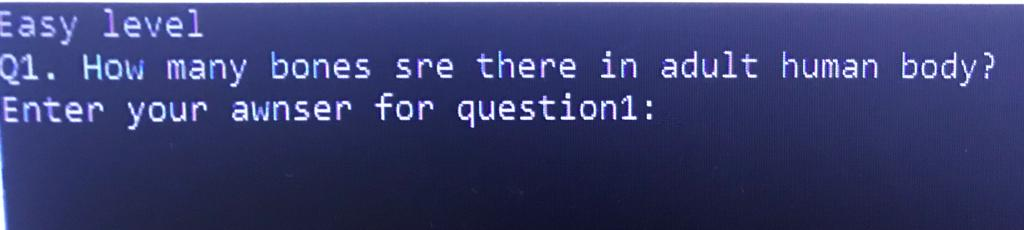 Easy level
Q1. How many bones sre there in adult human body?
Enter your awnser for question1: